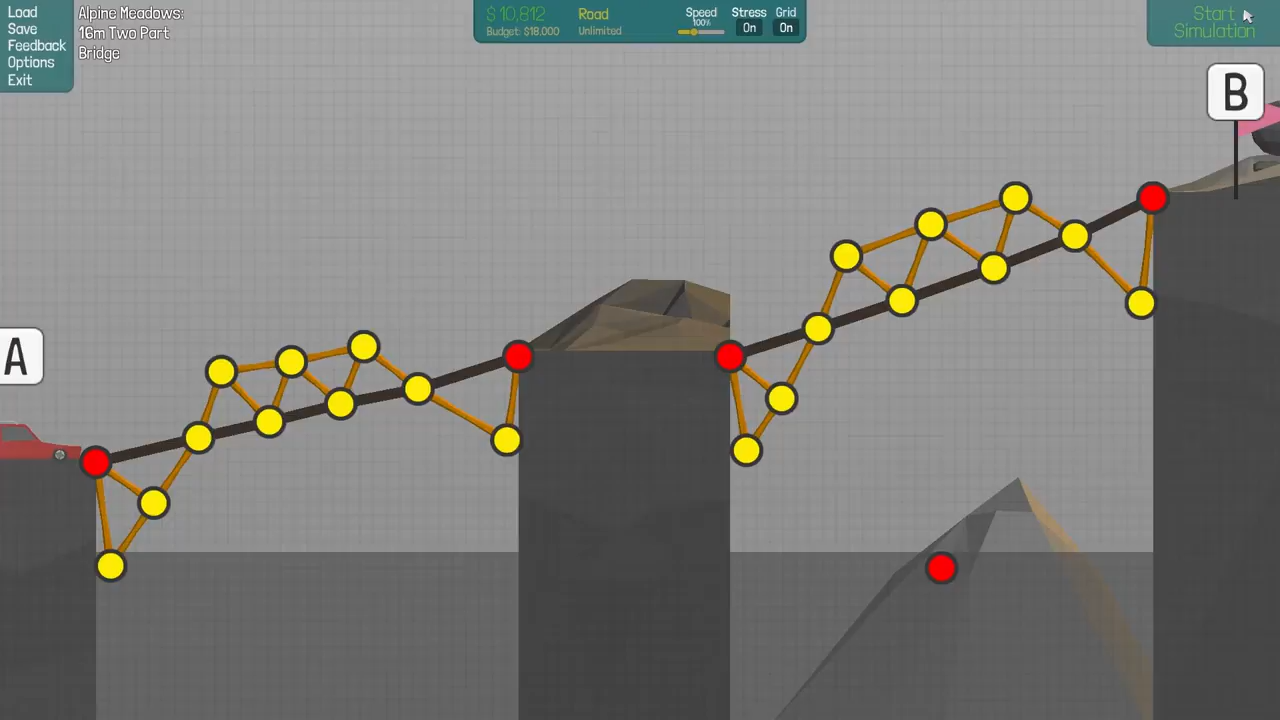 Load
Save
Feedback
Options
Exit
Alpine Meadows:
16m Two Part
Bridge
$ 10,812
Budget: $18,000
Road
Unlimited
Speed
100%
Stress
On
Grid
On
Start
Simulation
A
B